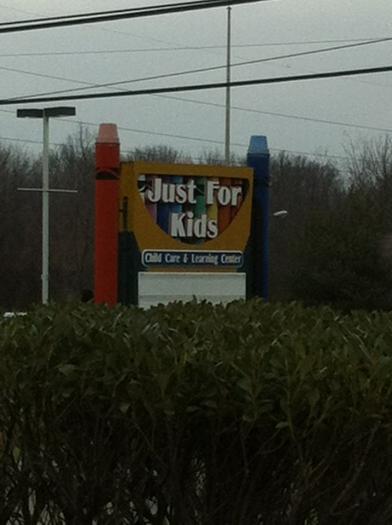 Just For
Kids
Child Care & Learning Center